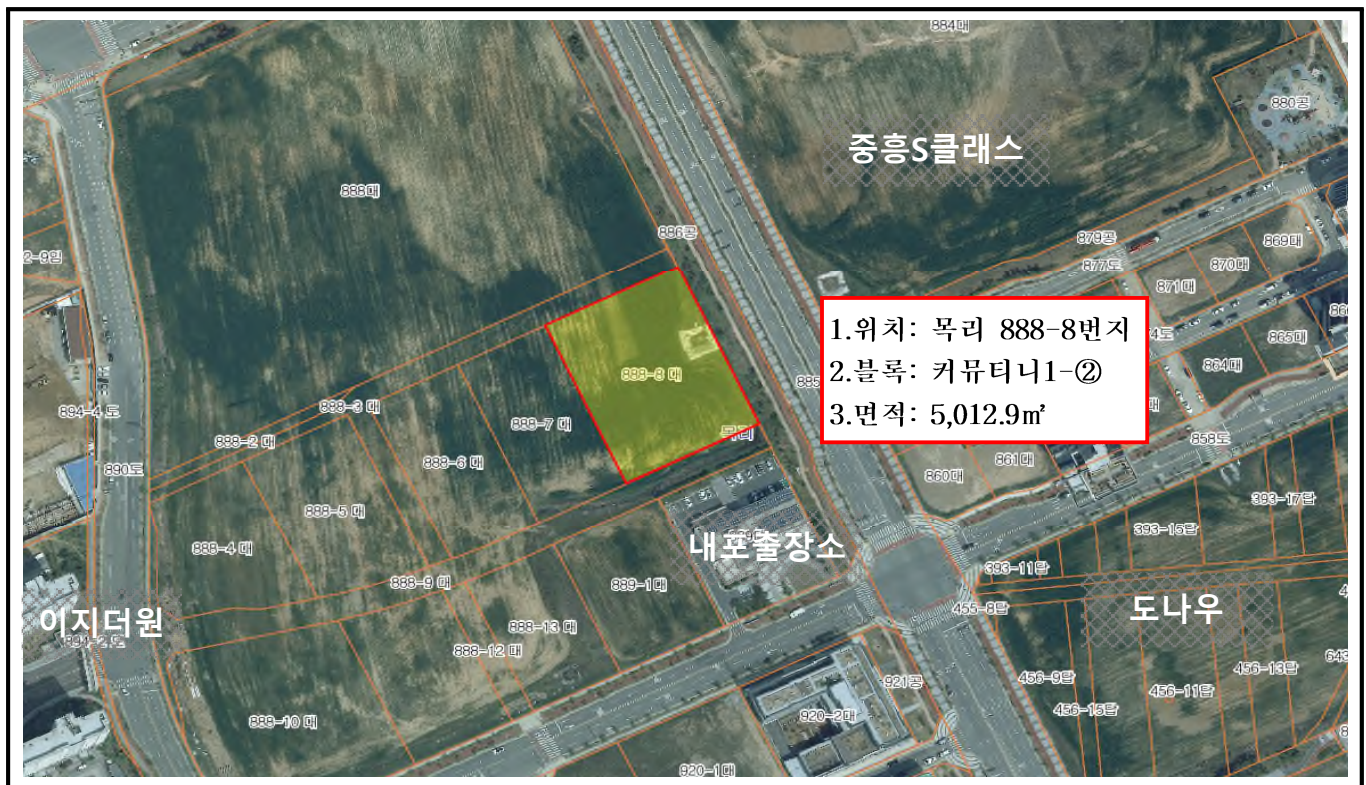 884대
880공
중흥S클래스
888대
886공
879공
869대
877도
870대
871대
2-9임
1.위치: 목리 888-8번지
2.블록: 커뮤티니1-②
3.면적: 5,012.9㎡
865대
864대
888-8 대
885
888-3 대
894-4 도
888-7 대
목리
888-2 대
858도
888-6 대
861대
890도
860대
393-17답
888-5 대
393-15답
888-4 대
내포출장소
393-11답
888-9 대
889-1대
455-8답
도나우
이지더원
888-13 대
894-2 도
888-12 대
456-13답
456-9답
921공
456-11답
456-15답
888-10 대
920-2대
920-1대